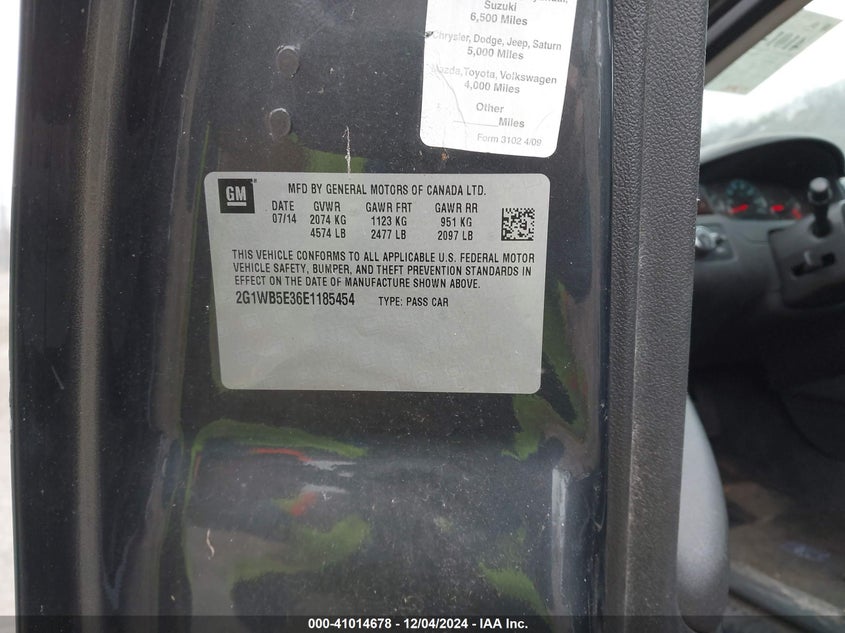 Suzuki
6,500 Miles
Chrysler, Dodge, Jeep, Saturn
5,000 Miles
Mazda, Toyota, Volkswagen
4,000 Miles
Other
______Miles
Form 3102 4/09
GM
MFD BY GENERAL MOTORS OF CANADA LTD.
DATE GVWR GAWR FRT GAWR RR
07/14 2074 KG 1123 KG 951 KG
4574 LB 2477 LB 2097 LB
THIS VEHICLE CONFORMS TO ALL APPLICABLE U.S. FEDERAL MOTOR
VEHICLE SAFETY, BUMPER, AND THEFT PREVENTION STANDARDS IN
EFFECT ON THE DATE OF MANUFACTURE SHOWN ABOVE.
2G1WB5E36E1185454 TYPE: PASS CAR
000-41014678 - 12/04/2024 - IAA Inc.